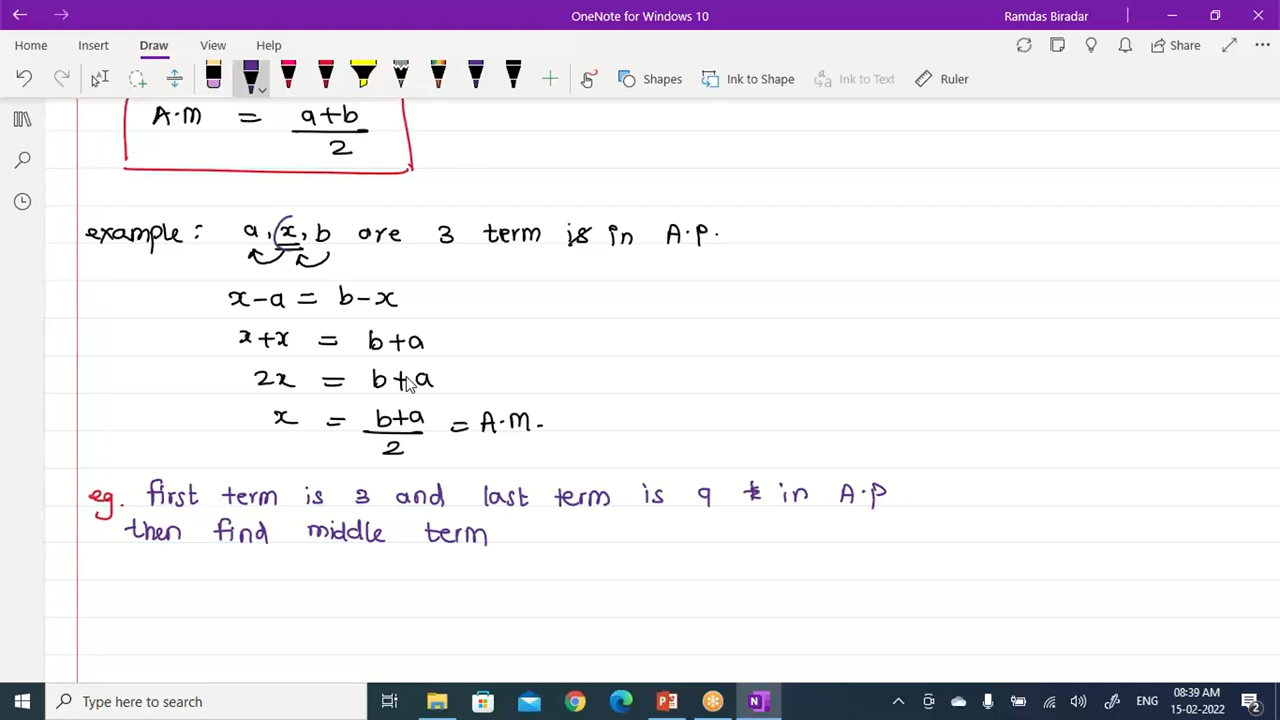 OneNote for Windows 10
Ramdas Biradar
Home Insert Draw View Help
Share
Shapes Ink to Shape Ink to Text Ruler
A.M = a+b
2
example: a, x, b are 3 term in A.P.
x-a = b-x
x+x = b+a
2x = b+a
x = b+a = A.M.
2
eg. first term is 3 and last term is 9 in A.P
then find middle term
Type here to search
ENG
08:39 AM
15-02-2022
2